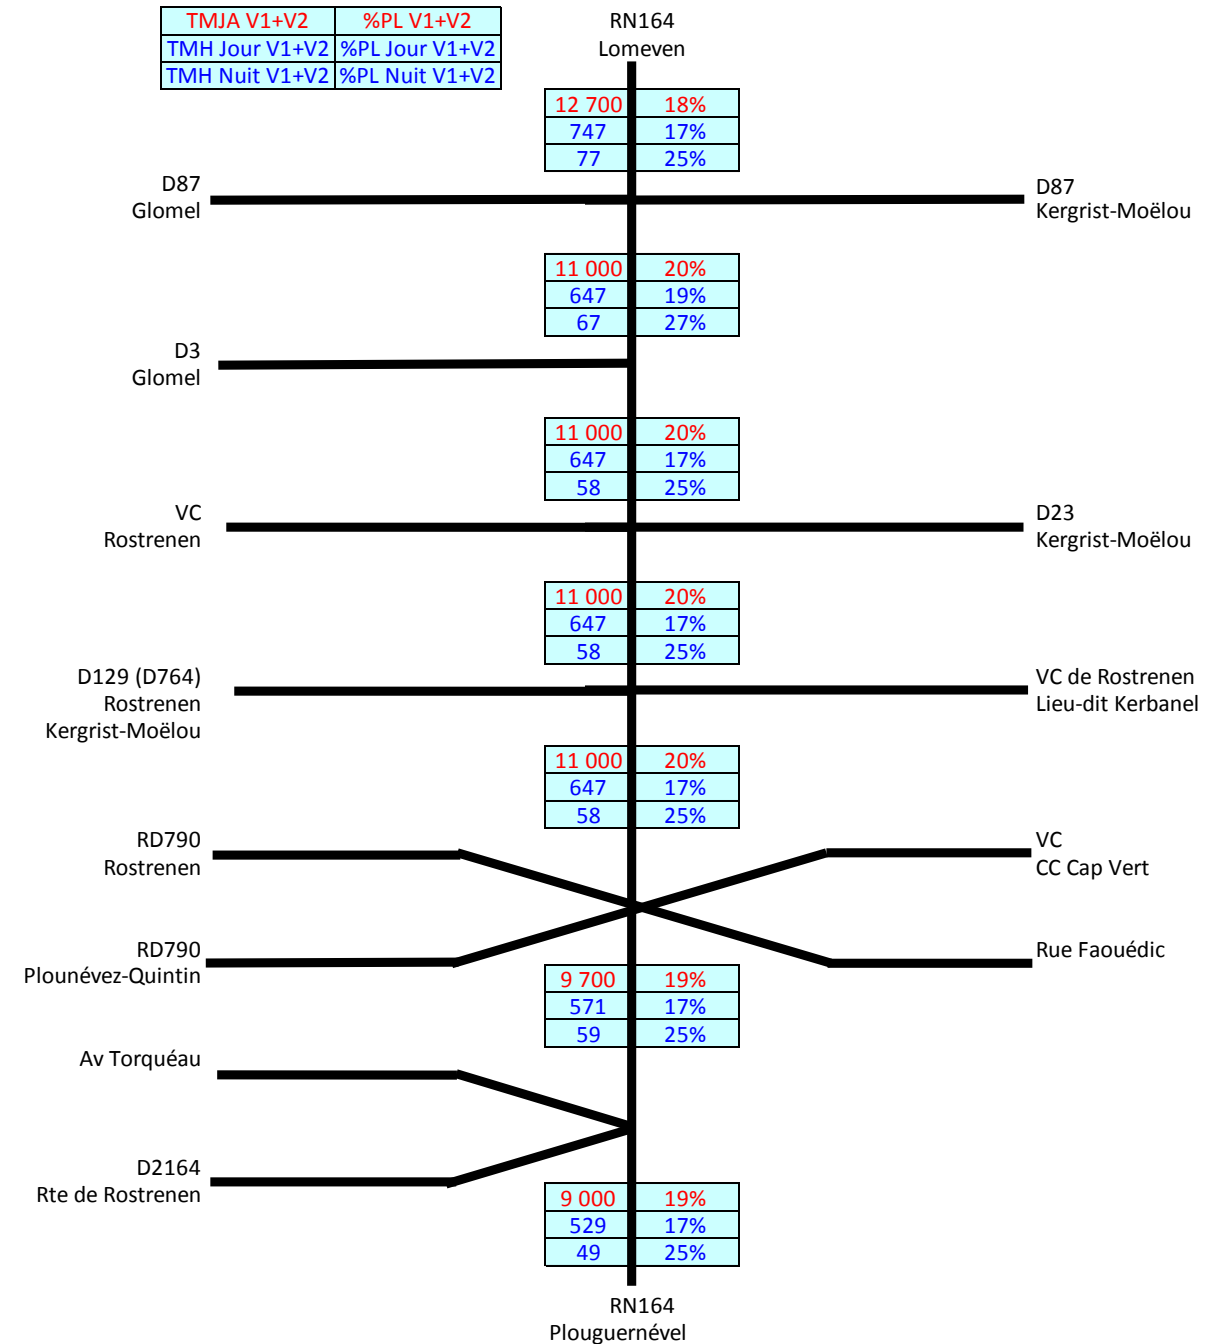 TMJA V1+V2 %PL V1+V2
TMH Jour V1+V2 %PL Jour V1+V2
TMH Nuit V1+V2 %PL Nuit V1+V2
RN164
Lomeven
12 700 18%
747 17%
77 25%
D87
Glomel
D87
Kergrist-Moëlou
11 000 20%
647 19%
67 27%
D3
Glomel
11 000 20%
647 17%
58 25%
VC
Rostrenen
D23
Kergrist-Moëlou
11 000 20%
647 17%
58 25%
D129 (D764)
Rostrenen
Kergrist-Moëlou
VC de Rostrenen
Lieu-dit Kerbanel
11 000 20%
647 17%
58 25%
RD790
Rostrenen
VC
CC Cap Vert
RD790
Plounévez-Quintin
Rue Faouédic
9 700 19%
571 17%
59 25%
Av Torquéau
D2164
Rte de Rostrenen
9 000 19%
529 17%
49 25%
RN164
Plouguernével